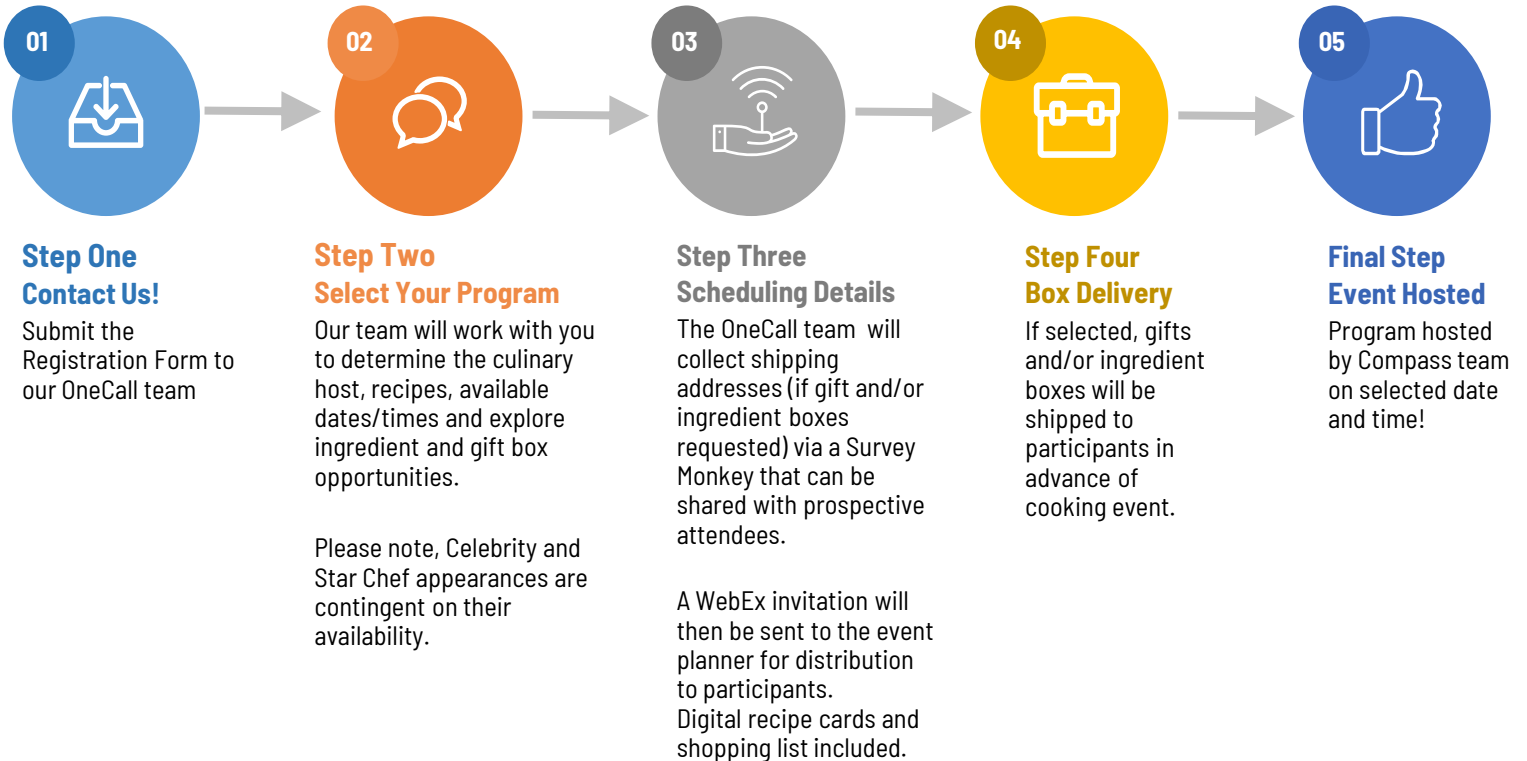 01
Step One
Contact Us!
Submit the
Registration Form to
our OneCall team
02
Step Two
Select Your Program
Our team will work with you
to determine the culinary
host, recipes, available
dates/times and explore
ingredient and gift box
opportunities.
Please note, Celebrity and
Star Chef appearances are
contingent on their
availability.
03
Step Three
Scheduling Details
The OneCall team  will
collect shipping
addresses (if gift and/or
ingredient boxes
requested) via a Survey
Monkey that can be
shared with prospective
attendees.
A WebEx invitation will
then be sent to the event
planner for distribution
to participants.
Digital recipe cards and
shopping list included.
04
Step Four
Box Delivery
If selected, gifts
and/or ingredient
boxes will be
shipped to
participants in
advance of
cooking event.
05
Final Step
Event Hosted
Program hosted
by Compass team
on selected date
and time!